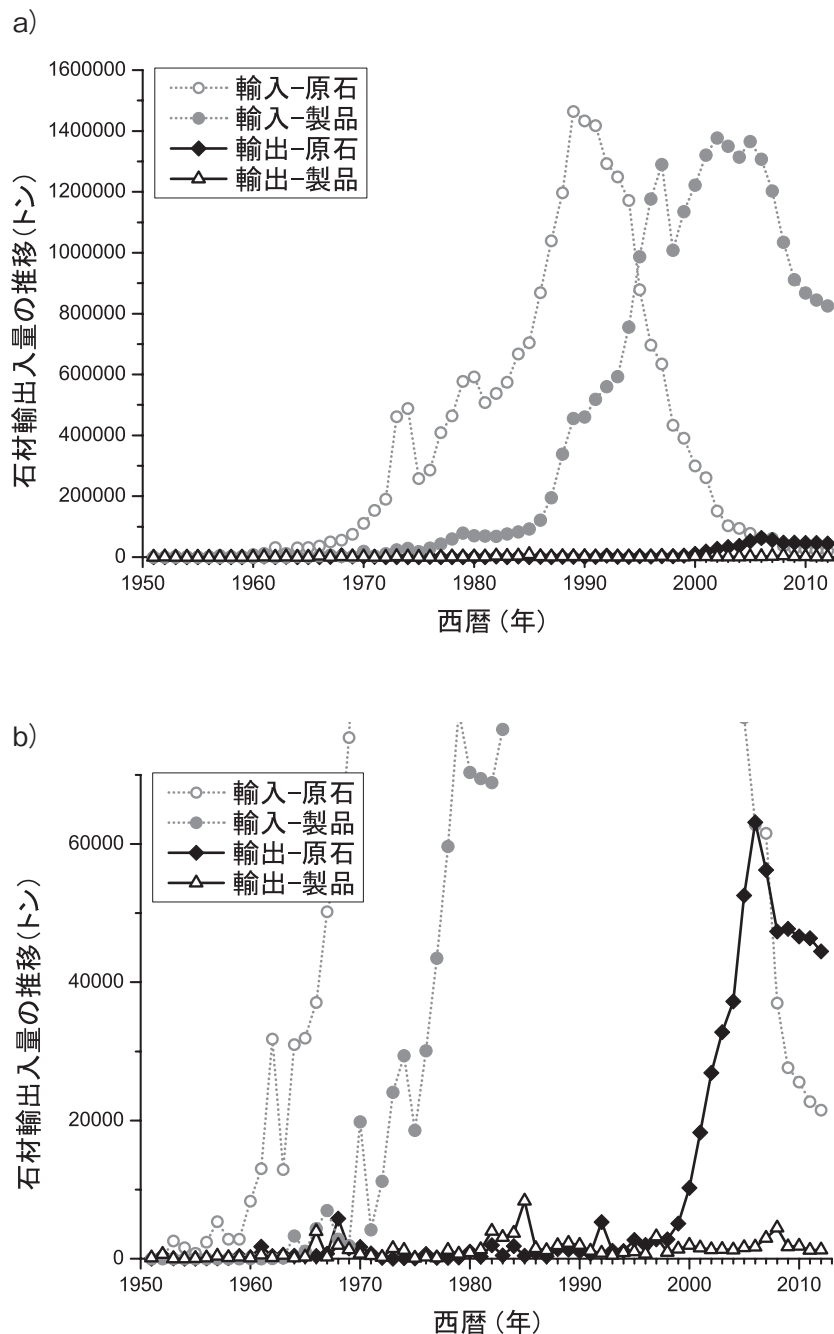 a)
1600000
1400000
1200000
1000000
800000
600000
400000
200000
0
石材輸出入量の推移(トン)
輸入-原石
輸入-製品
輸出-原石
輸出-製品
1950 1960 1970 1980 1990 2000 2010
西暦(年)
b)
60000
40000
20000
0
石材輸出入量の推移(トン)
輸入-原石
輸入-製品
輸出-原石
輸出-製品
1950 1960 1970 1980 1990 2000 2010
西暦(年)